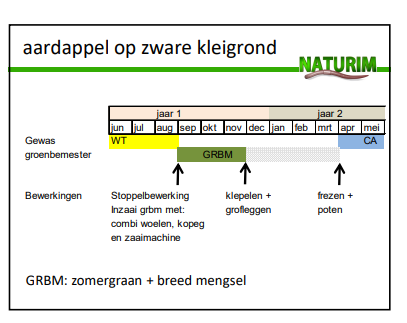 aardappel op zware kleigrond
NATURIM
jaar 1 jaar 2
jun jul aug sep okt nov dec jan feb mrt apr mei
Gewas WT CA
groenbemester GRBM
Bewerkingen Stoppelbewerking klepelen + frezen +
Inzaai grbm met: grofleggen poten
combi woelen, kopeg
en zaaimachine
GRBM: zomergraan + breed mengsel